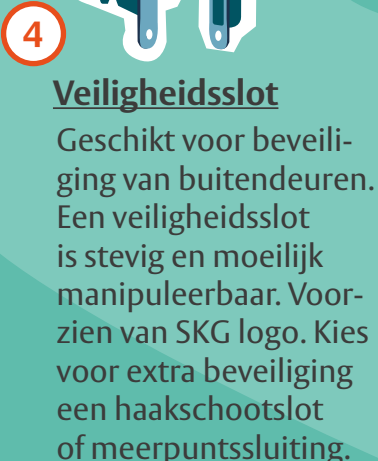 4
Veiligheidsslot
Geschikt voor beveili-
ging van buitendeuren.
Een veiligheidsslot
is stevig en moeilijk
manipuleerbaar. Voor-
zien van SKG logo. Kies
voor extra beveiliging
een haakschootslot
of meerpuntssluiting.